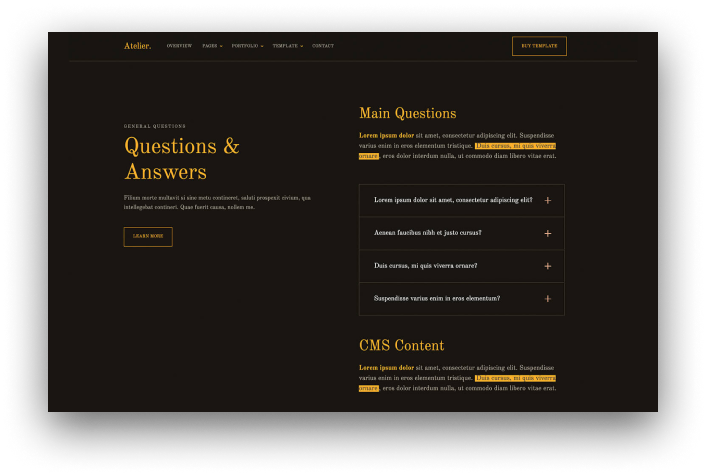 Atelier.
OVERVIEW
PAGES
PORTFOLIO
TEMPLATE
CONTACT
BUY TEMPLATE
GENERAL QUESTIONS
Questions &
Answers
Filium morte multavit si sine metu contineret, saluti prospexit civium, qua
intellegebat contineri. Quae fuerit causa, nollem me.
LEARN MORE
Main Questions
Lorem ipsum dolor sit amet, consectetur adipiscing elit. Suspendisse
varius enim in eros elementum tristique. Duis cursus, mi quis viverra
ornare, eros dolor interdum nulla, ut commodo diam libero vitae erat.
Lorem ipsum dolor sit amet, consectetur adipiscing elit?
Aenean faucibus nibh et justo cursus?
Duis cursus, mi quis viverra ornare?
Suspendisse varius enim in eros elementum?
CMS Content
Lorem ipsum dolor sit amet, consectetur adipiscing elit. Suspendisse
varius enim in eros elementum tristique. Duis cursus, mi quis viverra
ornare, eros dolor interdum nulla, ut commodo diam libero vitae erat.